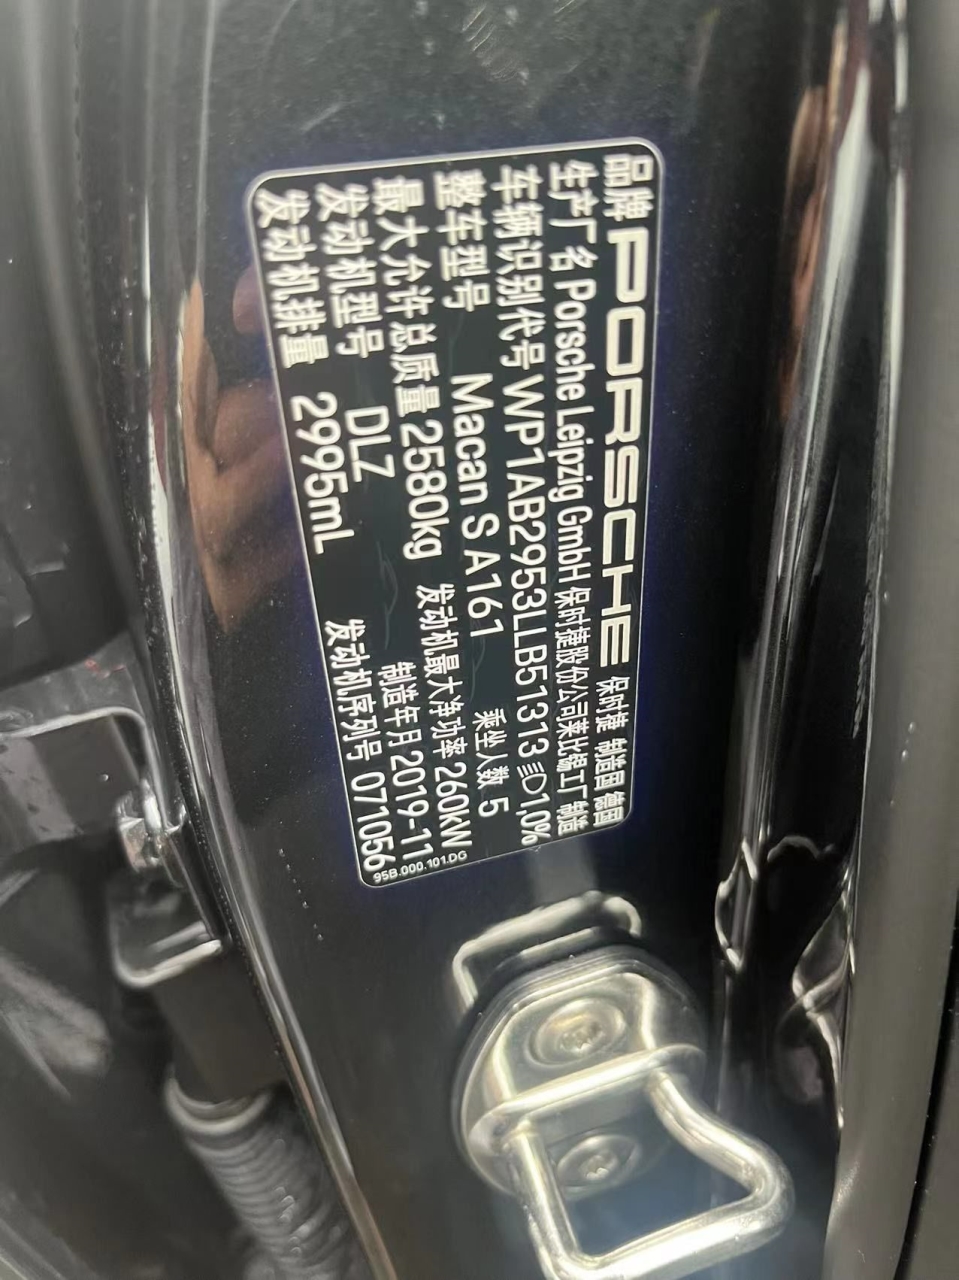 品牌 PORSCHE 保时捷 制造国 德国
生产厂名 Porsche Leipzig GmbH 保时捷股份公司莱比锡工厂 制造
车辆识别代号 WP1AB2953LLB51313 1,0%
整车型号 Macan S A161 乘坐人数 5
最大允许总质量 2580kg 发动机最大净功率 260kW
发动机型号 DLZ 制造年月 2019-11
发动机排量 2995mL 发动机序列号 071056
95B.000.101.DG